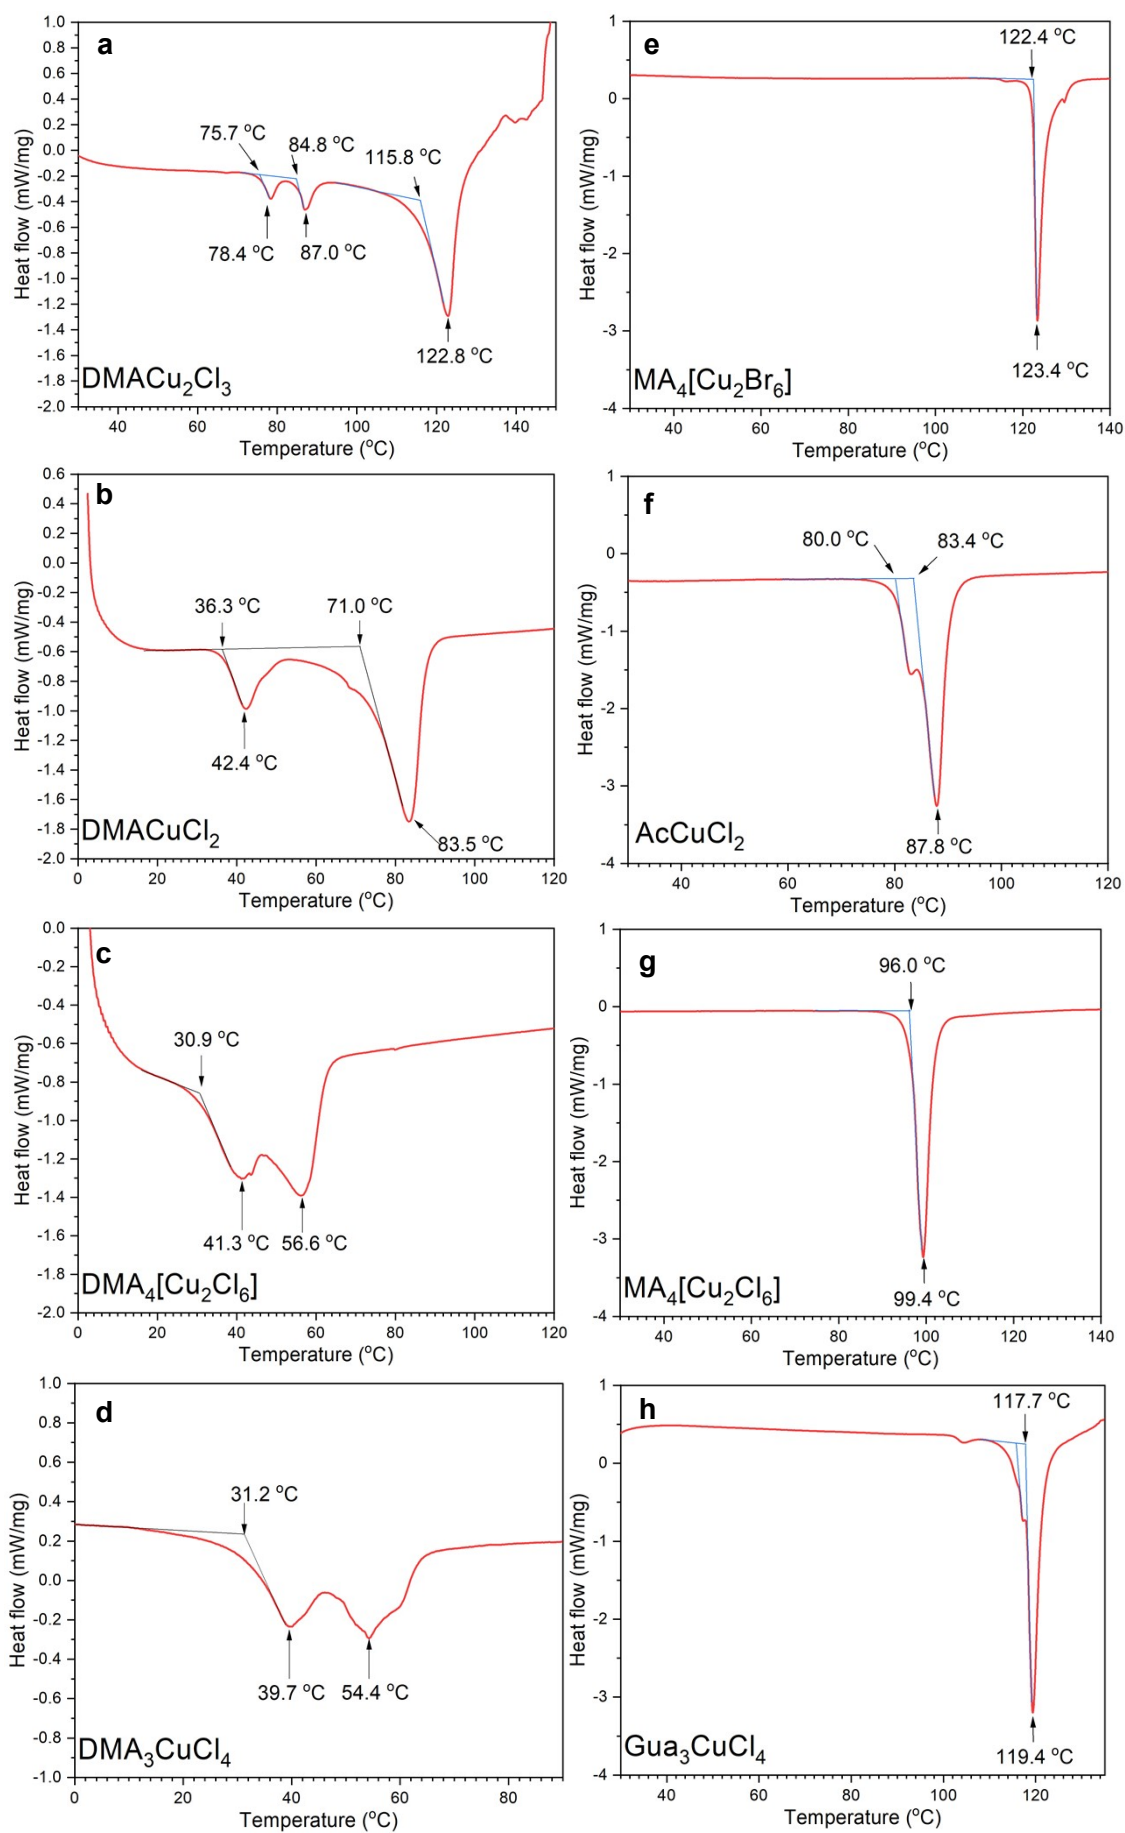 a
1.0
0.8
0.6
0.4
0.2
0.0
-0.2
-0.4
-0.6
-0.8
-1.0
-1.2
-1.4
-1.6
-1.8
-2.0
Heat flow (mW/mg)
75.7 °C
84.8 °C
115.8 °C
78.4 °C
87.0 °C
122.8 °C
DMACu₂Cl₃
40 60 80 100 120 140
Temperature (°C)
e
1
0
-1
-2
-3
-4
Heat flow (mW/mg)
122.4 °C
123.4 °C
MA₄[Cu₂Br₆]
40 60 80 100 120 140
Temperature (°C)
b
0.6
0.4
0.2
0.0
-0.2
-0.4
-0.6
-0.8
-1.0
-1.2
-1.4
-1.6
-1.8
-2.0
Heat flow (mW/mg)
36.3 °C
71.0 °C
42.4 °C
83.5 °C
DMACuCl₂
0 20 40 60 80 100 120
Temperature (°C)
f
1
0
-1
-2
-3
-4
Heat flow (mW/mg)
80.0 °C
83.4 °C
87.8 °C
AcCuCl₂
40 60 80 100 120
Temperature (°C)
c
0.0
-0.2
-0.4
-0.6
-0.8
-1.0
-1.2
-1.4
-1.6
-1.8
-2.0
Heat flow (mW/mg)
30.9 °C
41.3 °C
56.6 °C
DMA₄[Cu₂Cl₆]
0 20 40 60 80 100 120
Temperature (°C)
g
1
0
-1
-2
-3
-4
Heat flow (mW/mg)
96.0 °C
99.4 °C
MA₄[Cu₂Cl₆]
40 60 80 100 120 140
Temperature (°C)
d
1.0
0.8
0.6
0.4
0.2
0.0
-0.2
-0.4
-0.6
-0.8
-1.0
Heat flow (mW/mg)
31.2 °C
39.7 °C
54.4 °C
DMA₃CuCl₄
0 20 40 60 80
Temperature (°C)
h
1
0
-1
-2
-3
-4
Heat flow (mW/mg)
117.7 °C
119.4 °C
Gua₃CuCl₄
40 60 80 100 120
Temperature (°C)